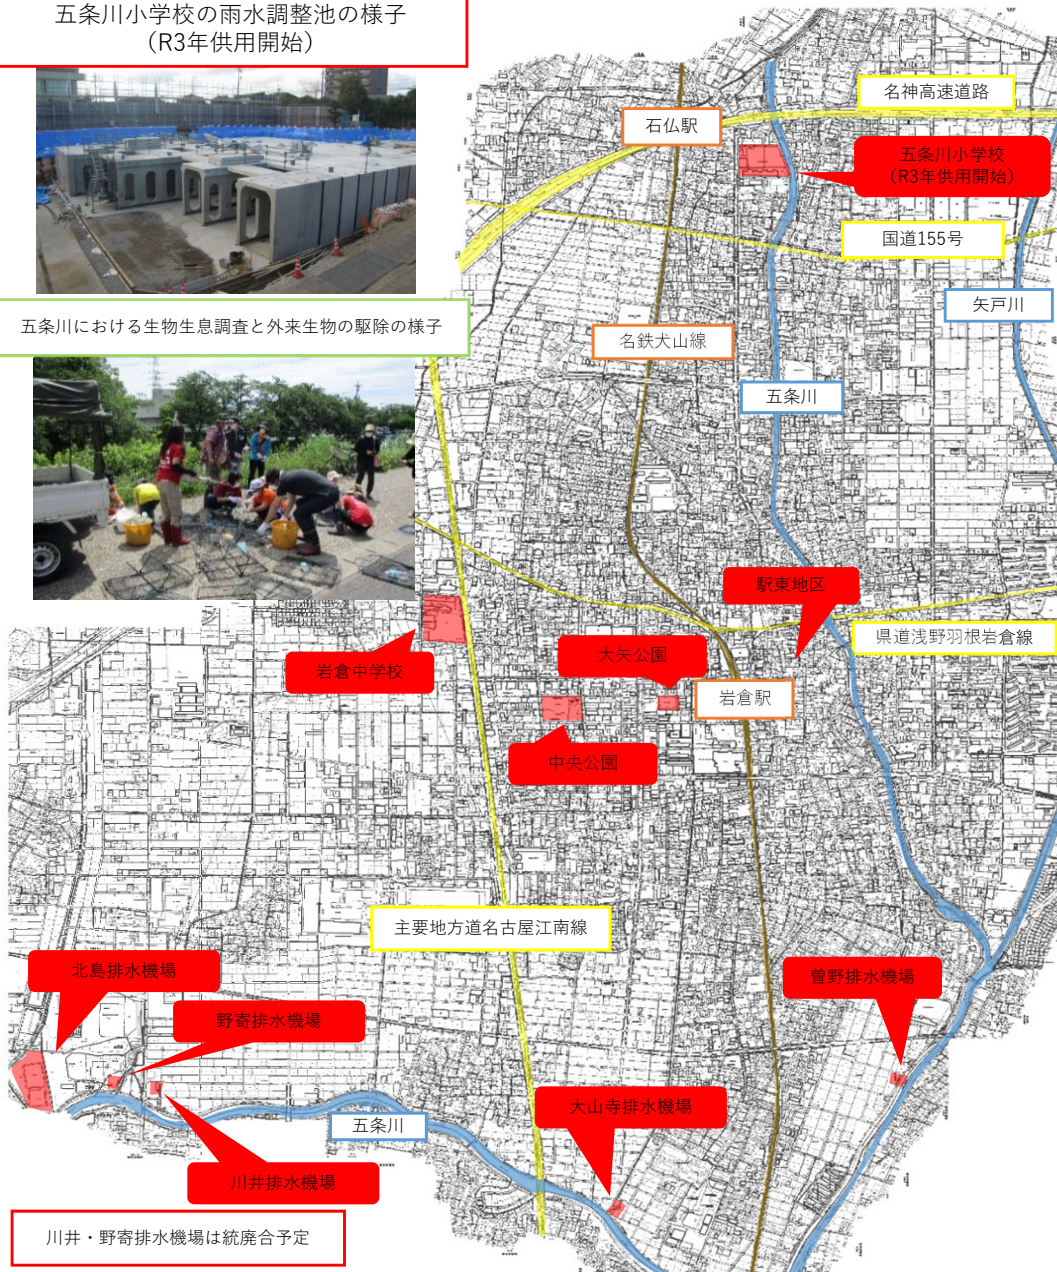 五条川小学校の雨水調整池の様子
（R3年供用開始）
名神高速道路
石仏駅
五条川小学校
（R3年供用開始）
国道155号
矢戸川
五条川における生物生息調査と外来生物の駆除の様子
名鉄犬山線
五条川
駅東地区
県道浅野羽根岩倉線
大矢公園
岩倉中学校
岩倉駅
中央公園
主要地方道名古屋江南線
北島排水機場
曽野排水機場
野寄排水機場
大山寺排水機場
五条川
川井排水機場
川井・野寄排水機場は統廃合予定